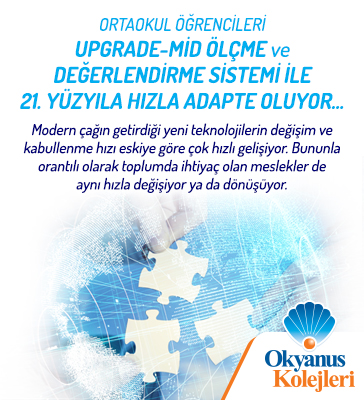 ORTAOKUL ÖĞRENCİLERİ
UPGRADE-MİD ÖLÇME ve
DEĞERLENDİRME SİSTEMİ İLE
21. YÜZYILA HIZLA ADAPTE OLUYOR...
Modern çağın getirdiği yeni teknolojilerin değişim ve
kabullenme hızı eskiye göre çok hızlı gelişiyor. Bununla
orantılı olarak toplumda ihtiyaç olan meslekler de
aynı hızla değişiyor ya da dönüşüyor.
Okyanus
Kolejleri